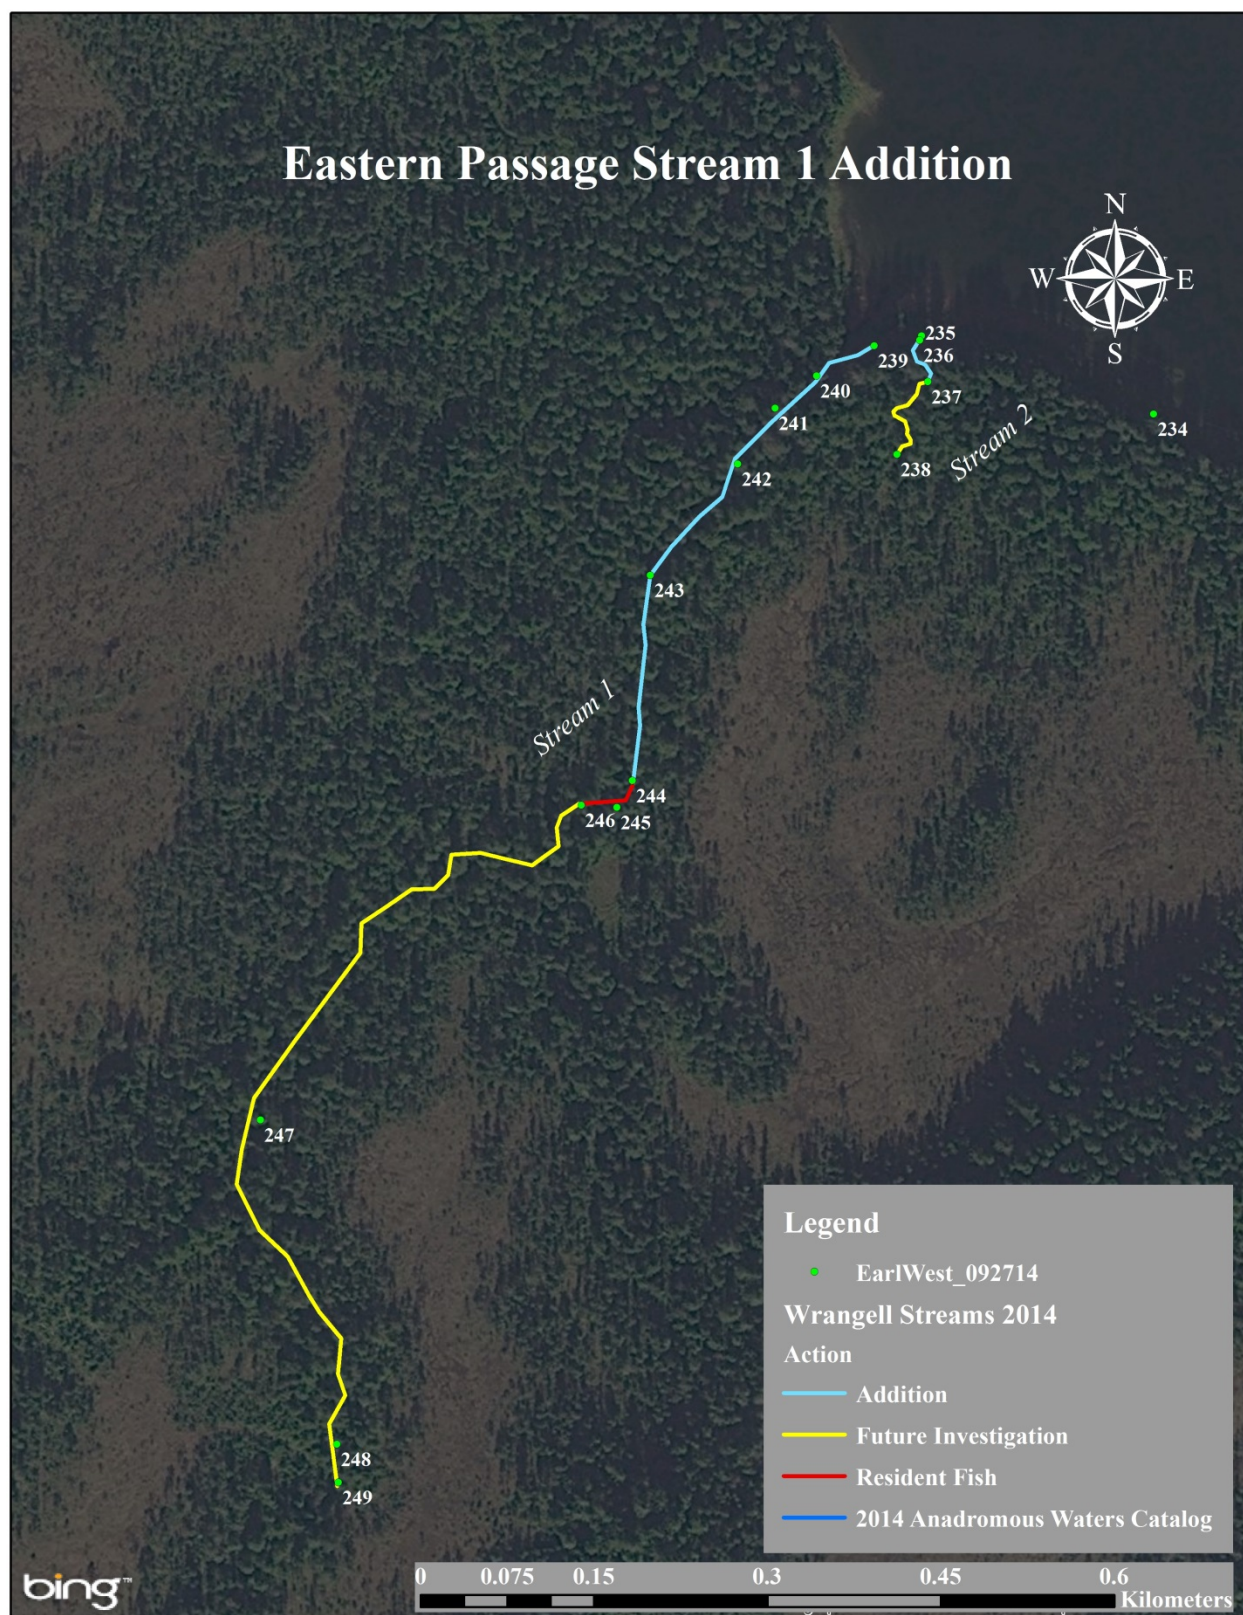 Eastern Passage Stream 1 Addition
N
W E
S
235
239
236
240
237
241
234
Stream 2
238
242
243
Stream 1
244
246 245
247
Legend
EarlWest_092714
Wrangell Streams 2014
Action
Addition
Future Investigation
Resident Fish
2014 Anadromous Waters Catalog
248
249
0 0.075 0.15 0.3 0.45 0.6
Kilometers
bing™